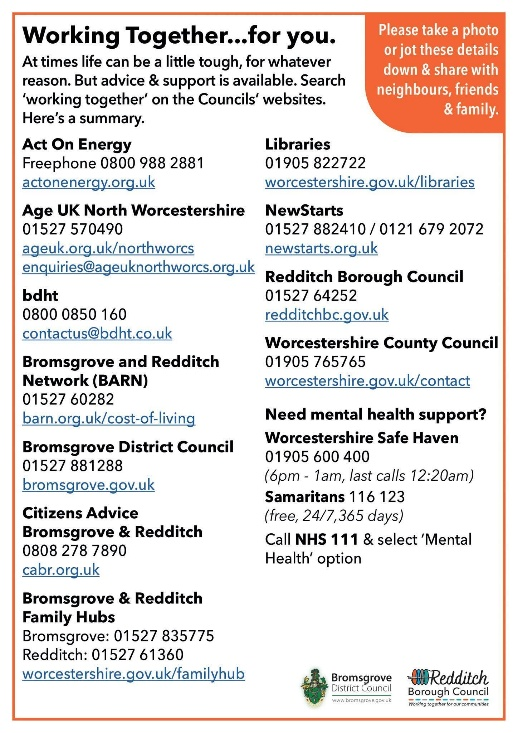 Working Together...for you.
At times life can be a little tough, for whatever
reason. But advice & support is available. Search
‘working together’ on the Councils’ websites.
Here’s a summary.
Please take a photo
or jot these details
down & share with
neighbours, friends
& family.
Act On Energy
Freephone 0800 988 2881
actonenergy.org.uk
Age UK North Worcestershire
01527 570490
ageuk.org.uk/northworcs
enquiries@ageuknorthworcs.org.uk
bdht
0800 0850 160
contactus@bdht.co.uk
Bromsgrove and Redditch
Network (BARN)
01527 60282
barn.org.uk/cost-of-living
Bromsgrove District Council
01527 881288
bromsgrove.gov.uk
Citizens Advice
Bromsgrove & Redditch
0808 278 7890
cabr.org.uk
Bromsgrove & Redditch
Family Hubs
Bromsgrove: 01527 835775
Redditch: 01527 61360
worcestershire.gov.uk/familyhub
Libraries
01905 822722
worcestershire.gov.uk/libraries
NewStarts
01527 882410 / 0121 679 2072
newstarts.org.uk
Redditch Borough Council
01527 64252
redditchbc.gov.uk
Worcestershire County Council
01905 765765
worcestershire.gov.uk/contact
Need mental health support?
Worcestershire Safe Haven
01905 600 400
(6pm - 1am, last calls 12:20am)
Samaritans 116 123
(free, 24/7,365 days)
Call NHS 111 & select ‘Mental
Health’ option
Bromsgrove
District Council
www.bromsgrove.gov.uk
Redditch
Borough Council
Working together for our communities